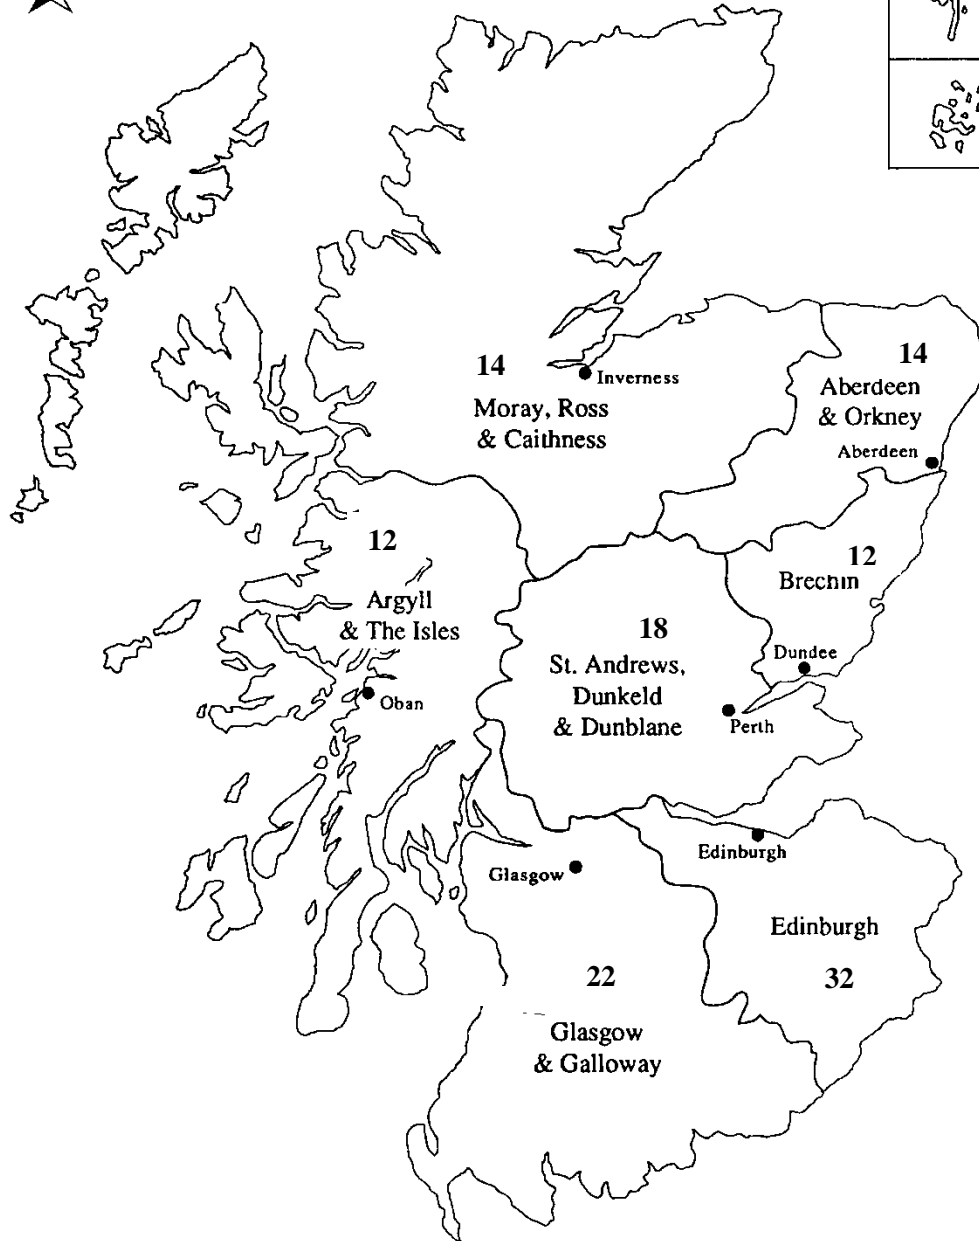 14
Inverness
Moray, Ross
& Caithness
14
Aberdeen
& Orkney
Aberdeen
12
Argyll
& The Isles
Oban
12
Brechin
Dundee
18
St. Andrews,
Dunkeld
& Dunblane
Perth
Edinburgh
Edinburgh
32
Glasgow
22
Glasgow
& Galloway